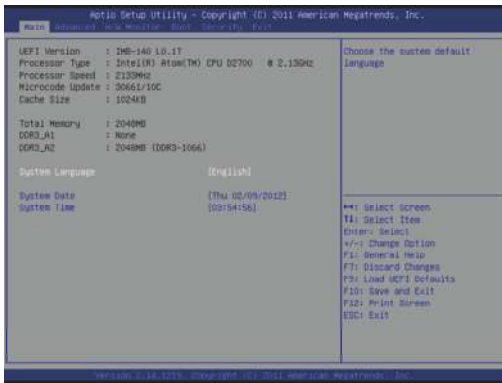 Aptio Setup Utility - Copyright (C) 2011 American Megatrends, Inc.
Main Advanced H/W Monitor Boot Security Exit
UEFI Version : IMB-140 L0.17
Processor Type : Intel(R) Atom(TM) CPU D2700 @ 2.13GHz
Processor Speed : 2133MHz
Microcode Update : 30661/10C
Cache Size : 1024KB
Total Memory : 2048MB
DDR3_A1 : None
DDR3_A2 : 2048MB (DDR3-1066)
System Language [English]
System Date [Thu 02/09/2012]
System Time [03:54:56]
Choose the system default
language
↔: Select Screen
↑↓: Select Item
Enter: Select
+/-: Change Option
F1: General Help
F7: Discard Changes
F9: Load UEFI Defaults
F10: Save and Exit
F12: Print Screen
ESC: Exit
Version 2.14.1219. Copyright (C) 2011 American Megatrends, Inc.